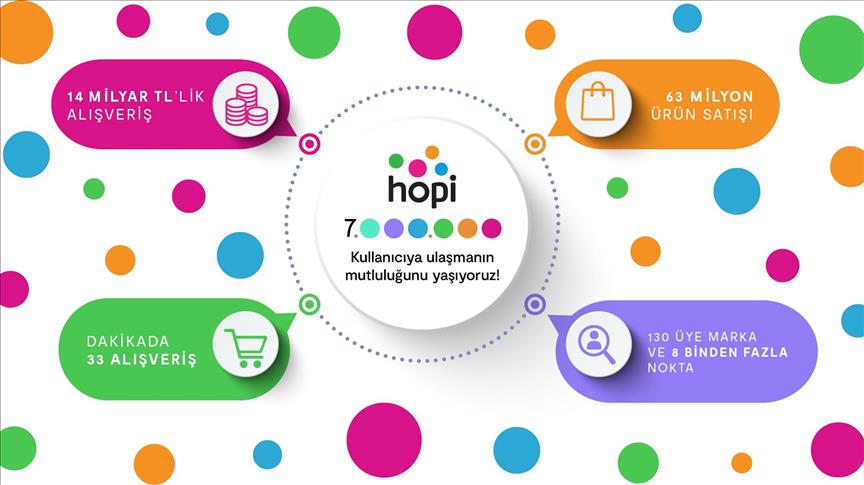 14 MİLYAR TL'LİK
ALIŞVERİŞ
63 MİLYON
ÜRÜN SATIŞI
hopi
7.●●●.●●●
Kullanıcıya ulaşmanın
mutluluğunu yaşıyoruz!
DAKİKADA
33 ALIŞVERİŞ
130 ÜYE MARKA
VE 8 BİNDEN FAZLA
NOKTA